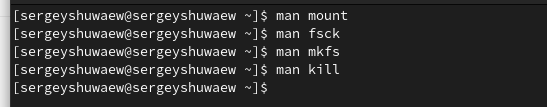 [sergeyshuwaew@sergeyshuwaew ~]$ man mount
[sergeyshuwaew@sergeyshuwaew ~]$ man fsck
[sergeyshuwaew@sergeyshuwaew ~]$ man mkfs
[sergeyshuwaew@sergeyshuwaew ~]$ man kill
[sergeyshuwaew@sergeyshuwaew ~]$